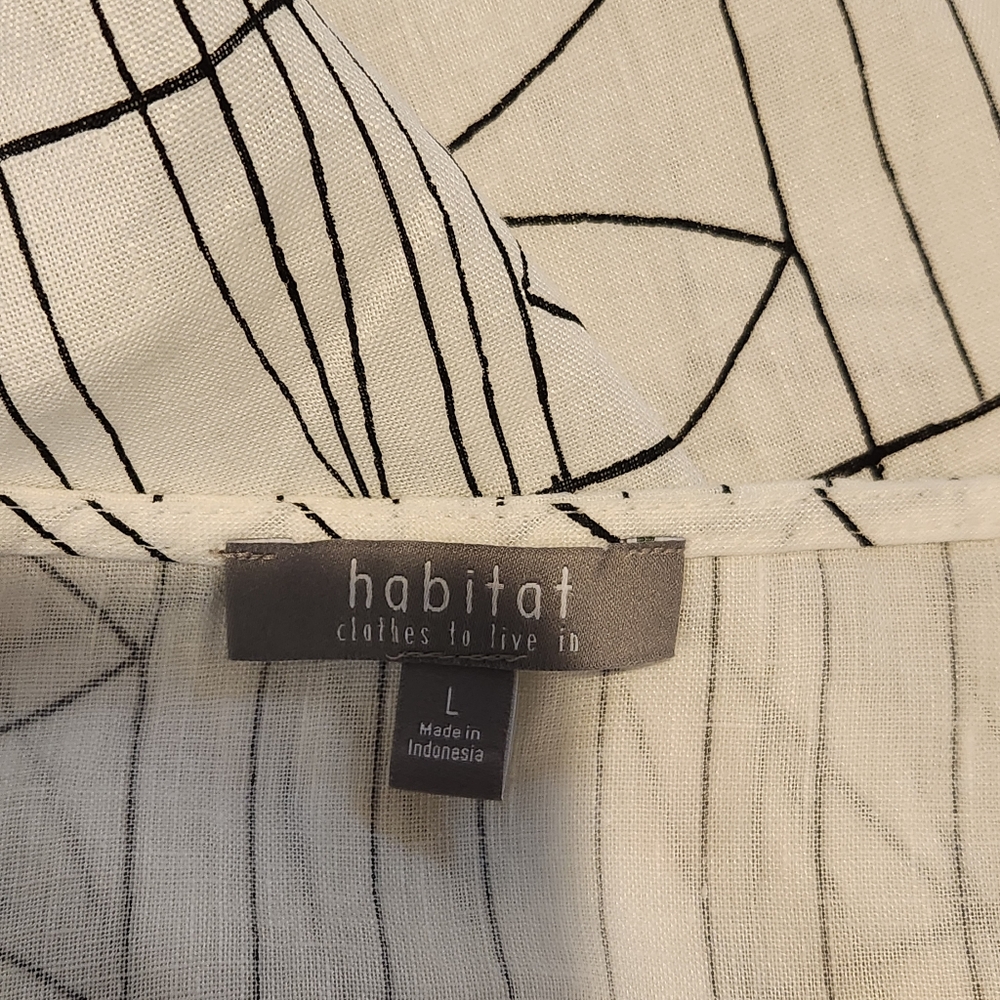 habitat
clothes to live in
L
Made in
Indonesia